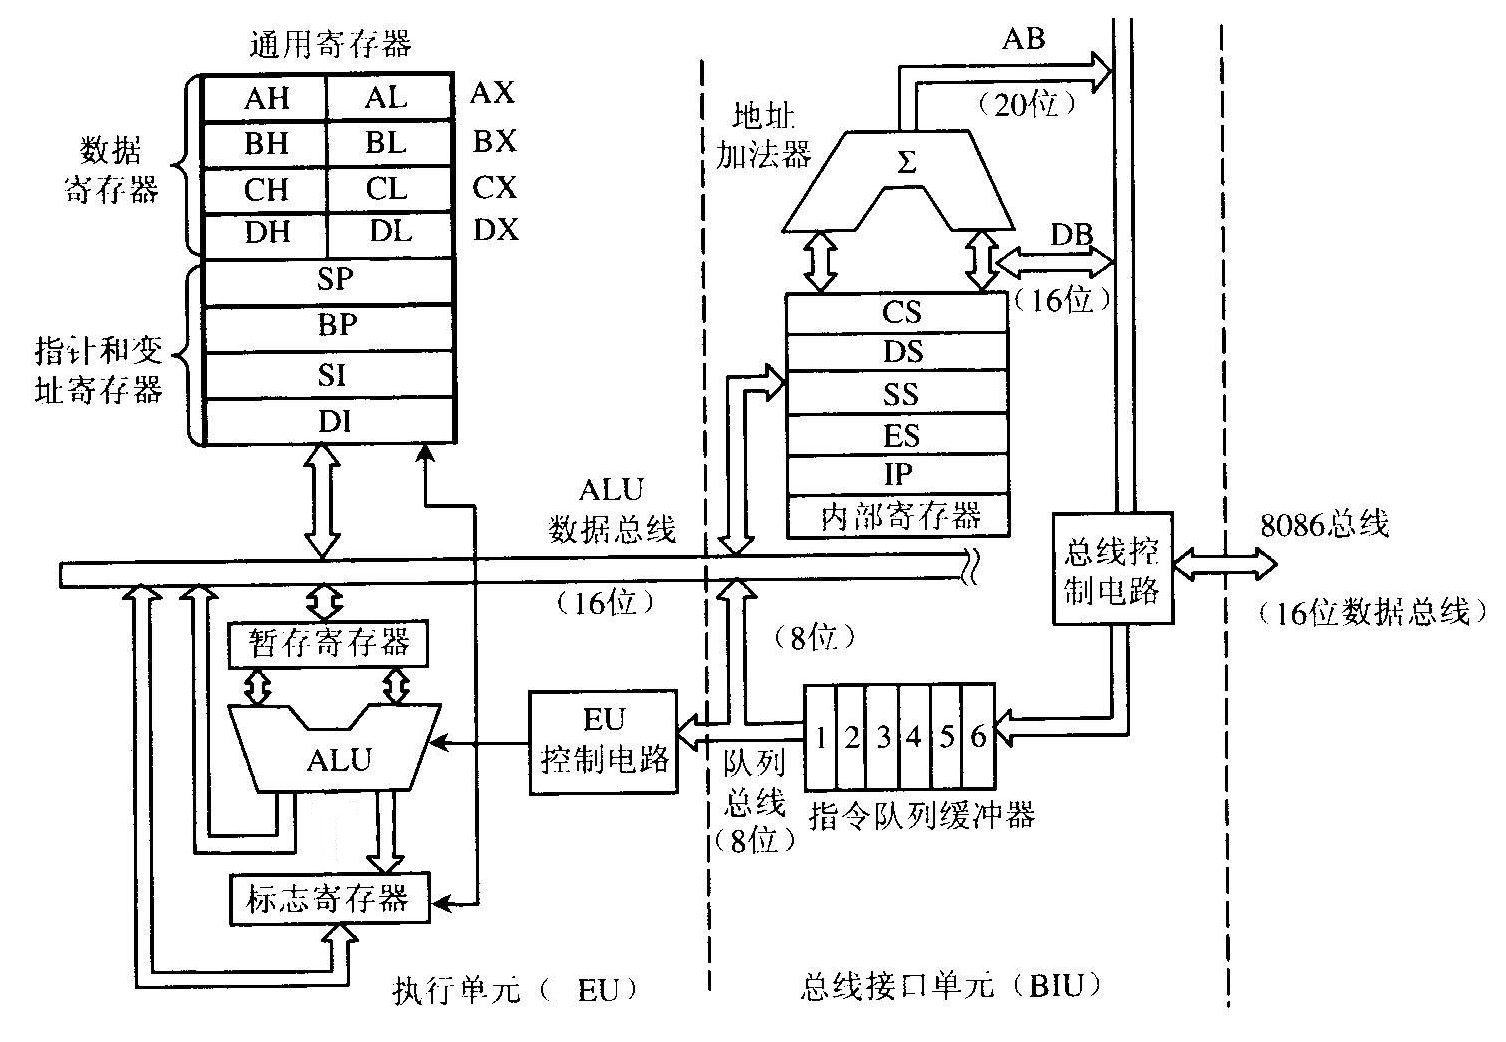 通用寄存器
AH
AL
AX
BH
BL
BX
CH
CL
CX
DH
DL
DX
数据
寄存器
SP
BP
SI
DI
指针和变
址寄存器
ALU
数据总线
(16位)
暂存寄存器
ALU
标志寄存器
EU
控制电路
执行单元( EU)
AB
(20位)
地址
加法器
Σ
DB
(16位)
CS
DS
SS
ES
IP
内部寄存器
总线控
制电路
8086总线
(16位数据总线)
(8位)
1
2
3
4
5
6
队列
总线
(8位)
指令队列缓冲器
总线接口单元(BIU)